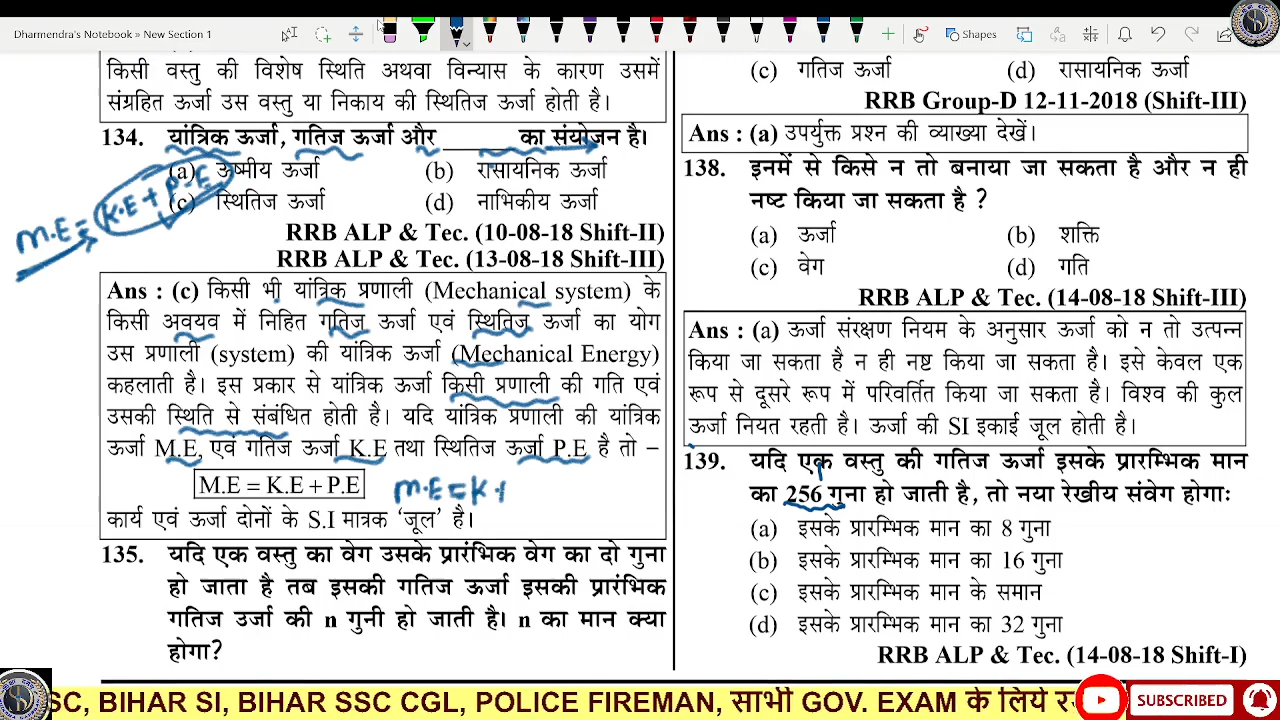 Dharmendra's Notebook » New Section 1
Shapes
किसी वस्तु की विशेष स्थिति अथवा विन्यास के कारण उसमें
संग्रहित ऊर्जा उस वस्तु या निकाय की स्थितिज ऊर्जा होती है।
134. यांत्रिक ऊर्जा, गतिज ऊर्जा और ______ का संयोजन है।
(a) ऊष्मीय ऊर्जा (b) रासायनिक ऊर्जा
(c) स्थितिज ऊर्जा (d) नाभिकीय ऊर्जा
M.E = K.E + P.E
RRB ALP & Tec. (10-08-18 Shift-II)
RRB ALP & Tec. (13-08-18 Shift-III)
Ans : (c) किसी भी यांत्रिक प्रणाली (Mechanical system) के
किसी अवयव में निहित गतिज ऊर्जा एवं स्थितिज ऊर्जा का योग
उस प्रणाली (system) की यांत्रिक ऊर्जा (Mechanical Energy)
कहलाती है। इस प्रकार से यांत्रिक ऊर्जा किसी प्रणाली की गति एवं
उसकी स्थिति से संबंधित होती है। यदि यांत्रिक प्रणाली की यांत्रिक
ऊर्जा M.E, एवं गतिज ऊर्जा K.E तथा स्थितिज ऊर्जा P.E है तो –
M.E = K.E + P.E
M.E = K.
कार्य एवं ऊर्जा दोनों के S.I मात्रक 'जूल' है।
135. यदि एक वस्तु का वेग उसके प्रारंभिक वेग का दो गुना
हो जाता है तब इसकी गतिज ऊर्जा इसकी प्रारंभिक
गतिज उर्जा की n गुनी हो जाती है। n का मान क्या
होगा?
(c) गतिज ऊर्जा (d) रासायनिक ऊर्जा
RRB Group-D 12-11-2018 (Shift-III)
Ans : (a) उपर्युक्त प्रश्न की व्याख्या देखें।
138. इनमें से किसे न तो बनाया जा सकता है और न ही
नष्ट किया जा सकता है ?
(a) ऊर्जा (b) शक्ति
(c) वेग (d) गति
RRB ALP & Tec. (14-08-18 Shift-III)
Ans : (a) ऊर्जा संरक्षण नियम के अनुसार ऊर्जा को न तो उत्पन्न
किया जा सकता है न ही नष्ट किया जा सकता है। इसे केवल एक
रूप से दूसरे रूप में परिवर्तित किया जा सकता है। विश्व की कुल
ऊर्जा नियत रहती है। ऊर्जा की SI इकाई जूल होती है।
139. यदि एक वस्तु की गतिज ऊर्जा इसके प्रारम्भिक मान
का 256 गुना हो जाती है, तो नया रेखीय संवेग होगाः
(a) इसके प्रारम्भिक मान का 8 गुना
(b) इसके प्रारम्भिक मान का 16 गुना
(c) इसके प्रारम्भिक मान के समान
(d) इसके प्रारम्भिक मान का 32 गुना
RRB ALP & Tec. (14-08-18 Shift-I)
SC, BIHAR SI, BIHAR SSC CGL, POLICE FIREMAN, साभी GOV. EXAM के लिये
SUBSCRIBED